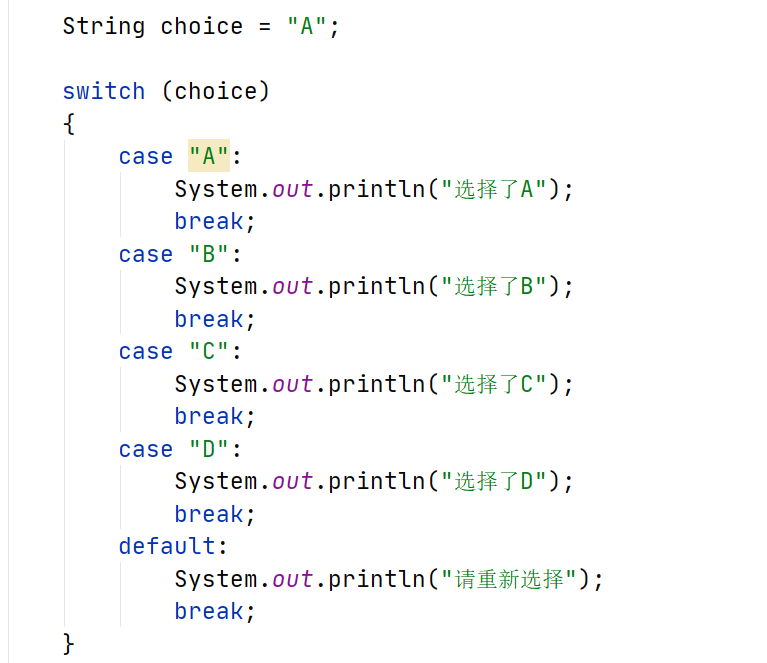 String choice = "A";
switch (choice)
{
case "A":
System.out.println("选择了A");
break;
case "B":
System.out.println("选择了B");
break;
case "C":
System.out.println("选择了C");
break;
case "D":
System.out.println("选择了D");
break;
default:
System.out.println("请重新选择");
break;
}